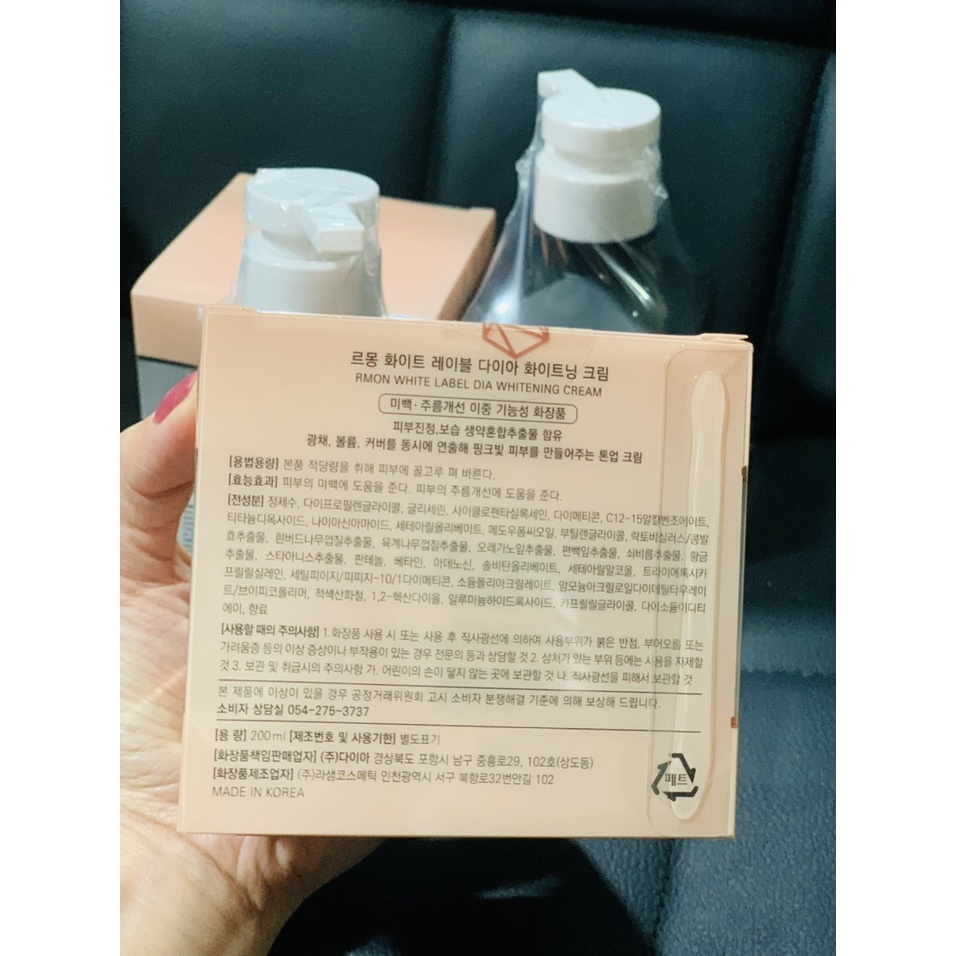 르몽 화이트 레이블 다이아 화이트닝 크림
RMON WHITE LABEL DIA WHITENING CREAM
미백·주름개선 이중 기능성 화장품
피부진정,보습 생약혼합추출물 함유
광채, 볼륨, 커버를 동시에 연출해 핑크빛 피부를 만들어주는 톤업 크림
[용법용량] 본품 적당량을 취해 피부에 골고루 펴 바른다.
[효능효과] 피부의 미백에 도움을 준다. 피부의 주름개선에 도움을 준다.
[전성분] 정제수, 다이프로필렌글라이콜, 글리세린, 사이클로펜타실록세인, 다이메티콘, C12-15알킬벤조에이트,
티타늄디옥사이드, 나이아신아마이드, 세테아릴올리베이트, 메도우폼씨오일, 부틸렌글라이콜, 락토바실러스/콩발
효추출물, 흰버드나무껍질추출물, 육계나무껍질추출물, 오레가노잎추출물, 편백잎추출물, 쇠비름추출물, 황금
추출물, 스타아니스추출물, 판테놀, 베타인, 아데노신, 솔비탄올리베이트, 세테아릴알코올, 트라이에톡시카
프릴릴실레인, 세틸피이지/피피지-10/1다이메티콘, 소듐폴리아크릴레이트, 암모늄아크릴로일다이메틸타우레이
트/브이피코폴리머, 적색산화철, 1,2-헥산다이올, 알루미늄하이드록사이드, 카프릴릴글라이콜, 다이소듐이디티
에이, 향료
[사용할 때의 주의사항] 1.화장품 사용 시 또는 사용 후 직사광선에 의하여 사용부위가 붉은 반점, 부어오름 또는
가려움증 등의 이상 증상이나 부작용이 있는 경우 전문의 등과 상담할 것 2. 상처가 있는 부위 등에는 사용을 자제할
것 3. 보관 및 취급시의 주의사항 가. 어린이의 손이 닿지 않는 곳에 보관할 것 나. 직사광선을 피해서 보관할 것
본 제품에 이상이 있을 경우 공정거래위원회 고시 소비자 분쟁해결 기준에 의해 보상해 드립니다.
소비자 상담실 054-275-3737
[용 량] 200ml [제조번호 및 사용기한] 별도표기
[화장품책임판매업자] (주)다이아 경상북도 포항시 남구 중흥로29, 102호(상도동)
[화장품제조업자] (주)라샘코스메틱 인천광역시 서구 북항로32번안길 102
MADE IN KOREA
페트